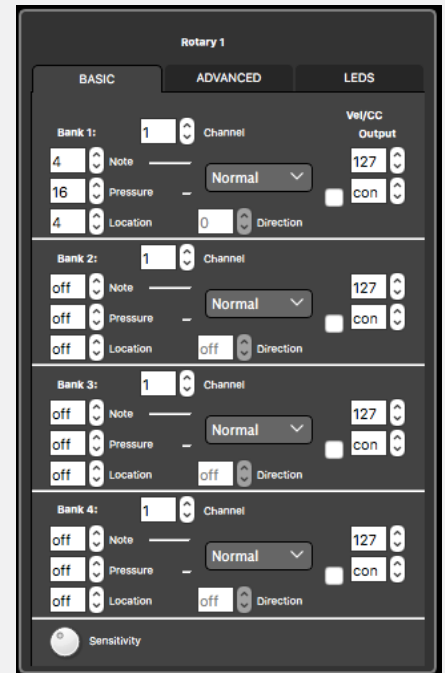 Rotary 1
BASIC ADVANCED LEDS
Vel/CC
Bank 1: 1 Channel Output
4 Note 127
Normal
16 Pressure con
4 Location 0 Direction
Bank 2: 1 Channel
off Note 127
Normal
off Pressure con
off Location off Direction
Bank 3: 1 Channel
off Note 127
Normal
off Pressure con
off Location off Direction
Bank 4: 1 Channel
off Note 127
Normal
off Pressure con
off Location off Direction
Sensitivity